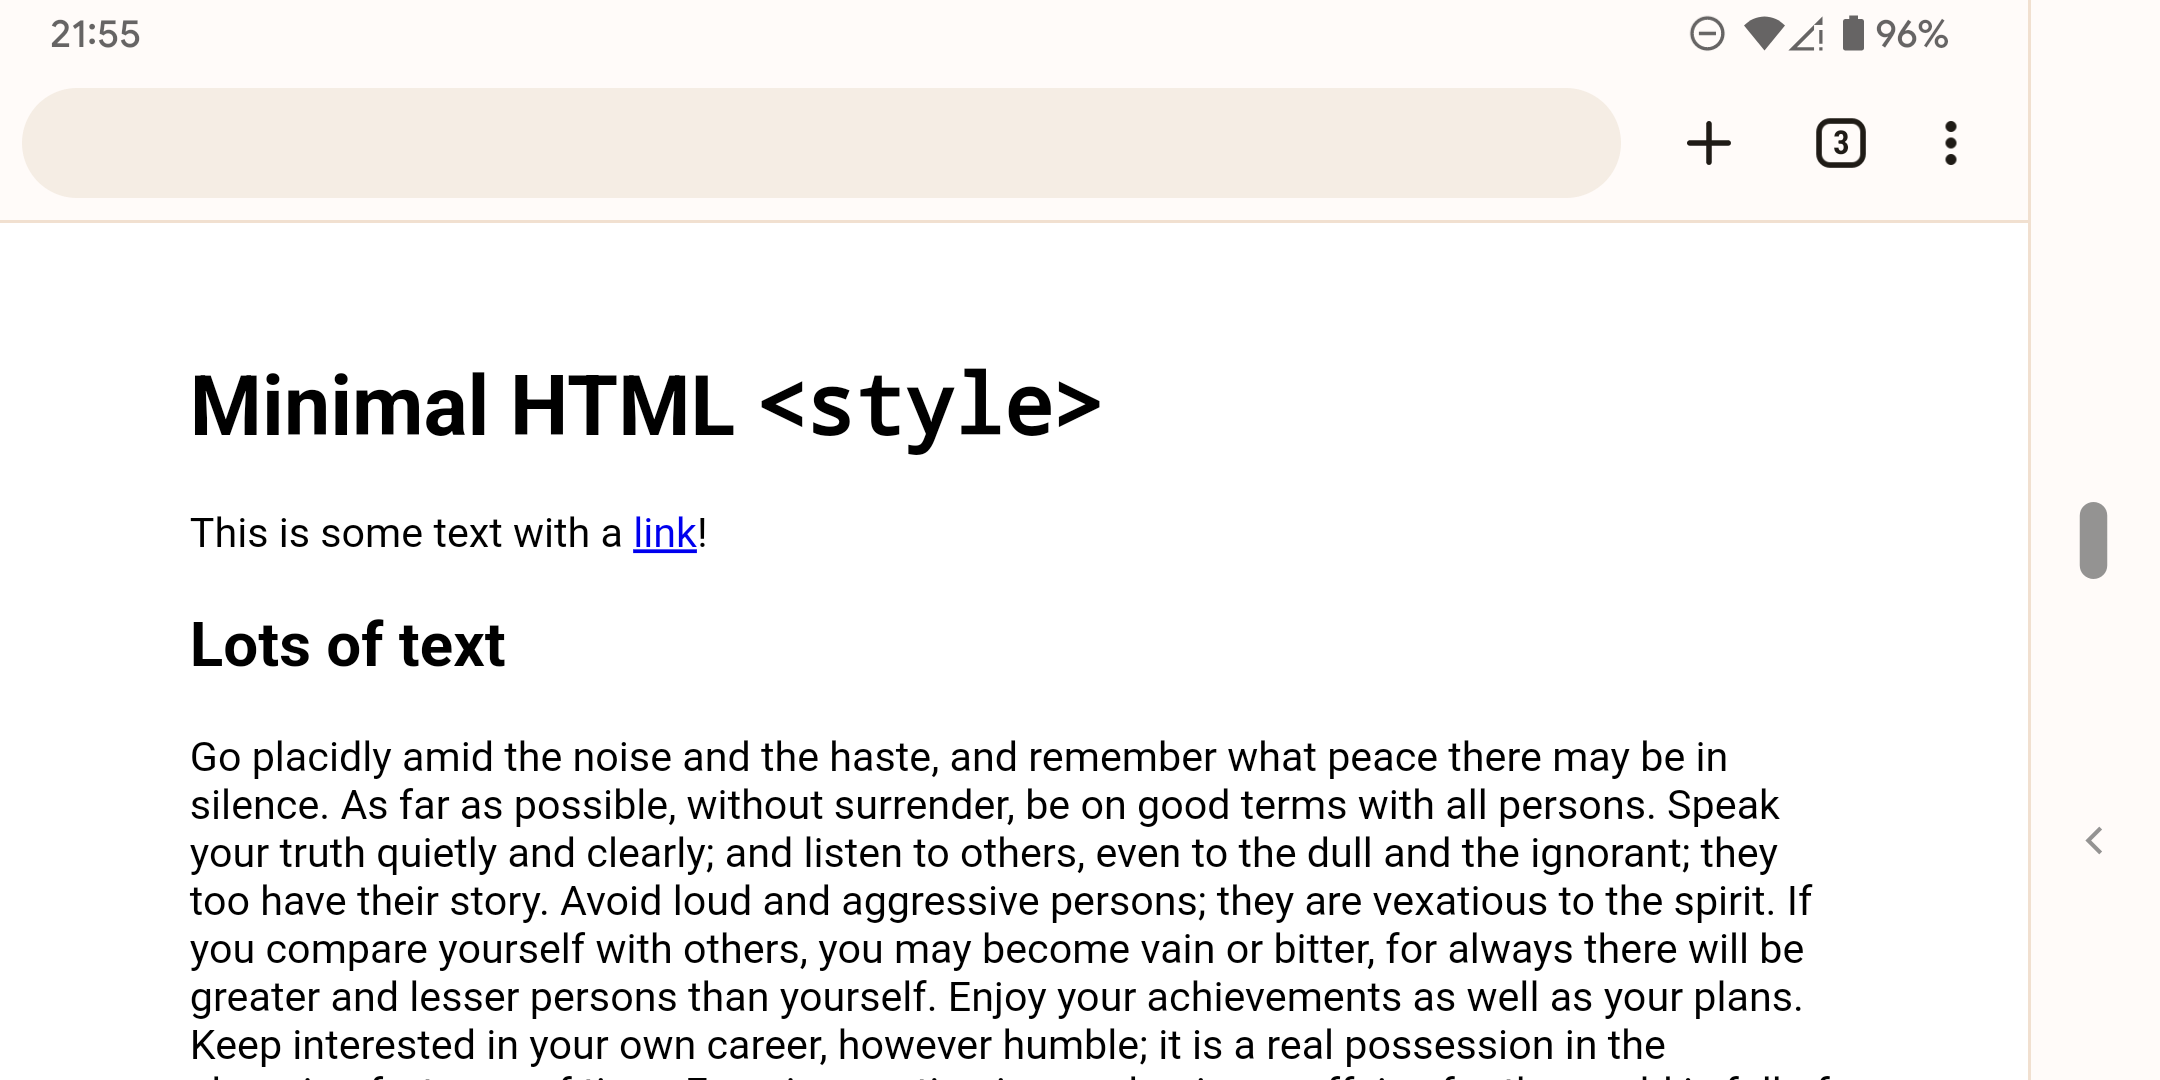 21:55
96%
3
Minimal HTML <style>
This is some text with a link!
Lots of text
Go placidly amid the noise and the haste, and remember what peace there may be in
silence. As far as possible, without surrender, be on good terms with all persons. Speak
your truth quietly and clearly; and listen to others, even to the dull and the ignorant; they
too have their story. Avoid loud and aggressive persons; they are vexatious to the spirit. If
you compare yourself with others, you may become vain or bitter, for always there will be
greater and lesser persons than yourself. Enjoy your achievements as well as your plans.
Keep interested in your own career, however humble; it is a real possession in the